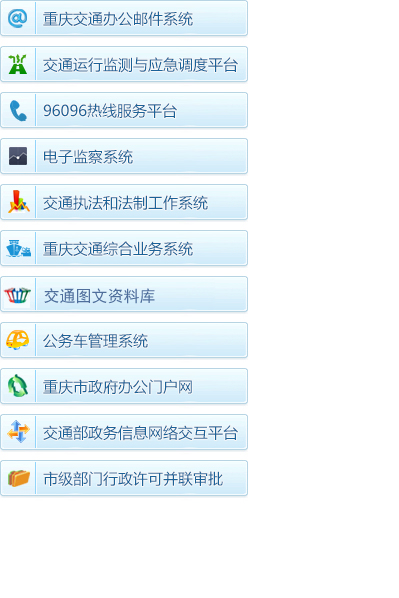 重庆交通办公邮件系统
交通运行监测与应急调度平台
96096热线服务平台
电子监察系统
交通执法和法制工作系统
重庆交通综合业务系统
交通图文资料库
公务车管理系统
重庆市政府办公门户网
交通部政务信息网络交互平台
市级部门行政许可并联审批